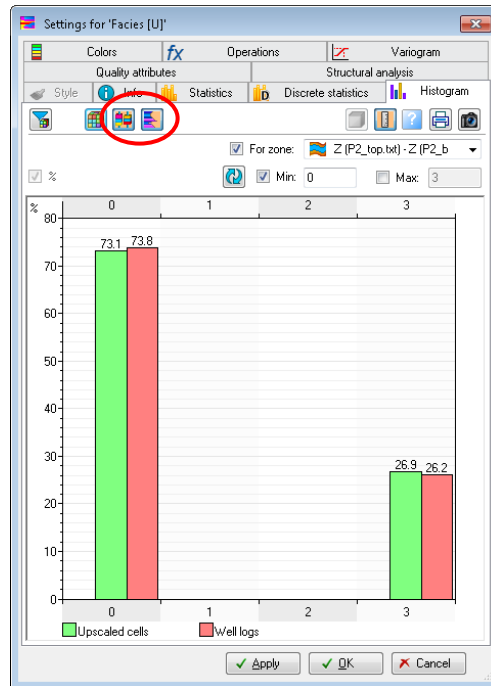 Settings for 'Facies [U]'
Colors fx Operations Variogram
Quality attributes Structural analysis
Style Info Statistics D Discrete statistics Histogram
For zone: Z (P2_top.txt) - Z (P2_b
% Min: 0 Max: 3
% 0 1 2 3
80
73.1 73.8
70
60
50
40
30
26.9 26.2
20
10
0
0 1 2 3
Upscaled cells Well logs
Apply OK Cancel